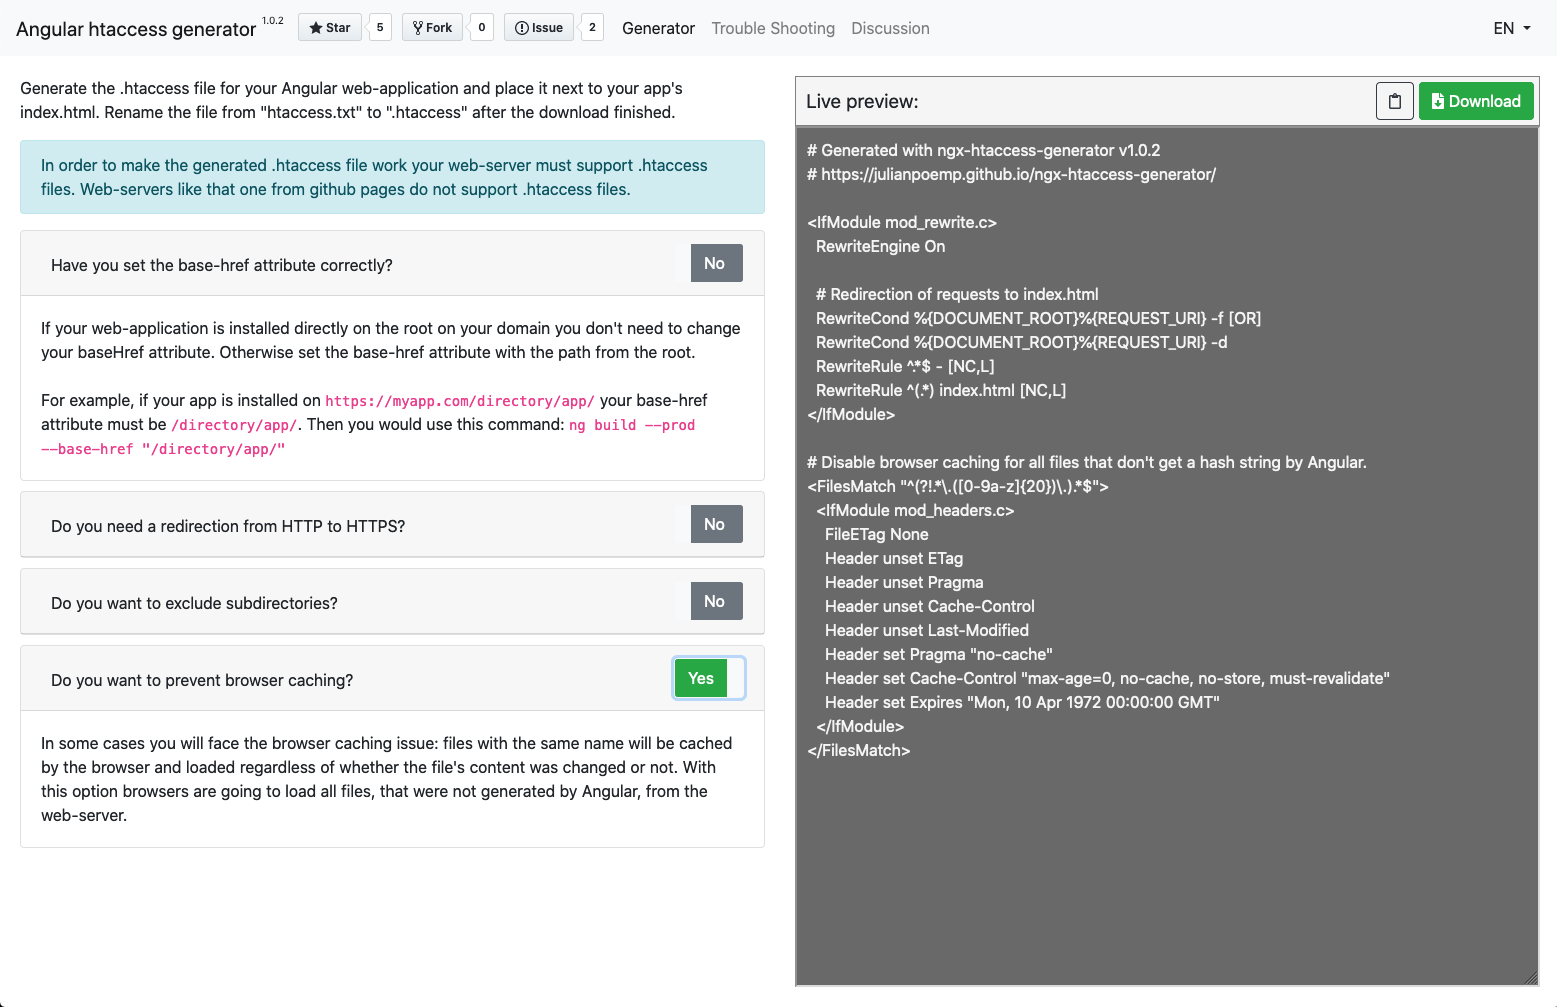 Angular htaccess generator 1.0.2 Star 5 Fork 0 Issue 2 Generator Trouble Shooting Discussion EN
Generate the .htaccess file for your Angular web-application and place it next to your app's
index.html. Rename the file from "htaccess.txt" to ".htaccess" after the download finished.
In order to make the generated .htaccess file work your web-server must support .htaccess
files. Web-servers like that one from github pages do not support .htaccess files.
Have you set the base-href attribute correctly? No
If your web-application is installed directly on the root on your domain you don't need to change
your baseHref attribute. Otherwise set the base-href attribute with the path from the root.
For example, if your app is installed on https://myapp.com/directory/app/ your base-href
attribute must be /directory/app/. Then you would use this command: ng build --prod
--base-href "/directory/app/"
Do you need a redirection from HTTP to HTTPS? No
Do you want to exclude subdirectories? No
Do you want to prevent browser caching? Yes
In some cases you will face the browser caching issue: files with the same name will be cached
by the browser and loaded regardless of whether the file's content was changed or not. With
this option browsers are going to load all files, that were not generated by Angular, from the
web-server.
Live preview: Download
# Generated with ngx-htaccess-generator v1.0.2
# https://julianpoemp.github.io/ngx-htaccess-generator/
<IfModule mod_rewrite.c>
RewriteEngine On
# Redirection of requests to index.html
RewriteCond %{DOCUMENT_ROOT}%{REQUEST_URI} -f [OR]
RewriteCond %{DOCUMENT_ROOT}%{REQUEST_URI} -d
RewriteRule ^.*$ - [NC,L]
RewriteRule ^(.*) index.html [NC,L]
</IfModule>
# Disable browser caching for all files that don't get a hash string by Angular.
<FilesMatch "^(?!.*\.([0-9a-z]{20})\.).*$">
<IfModule mod_headers.c>
FileETag None
Header unset ETag
Header unset Pragma
Header unset Cache-Control
Header unset Last-Modified
Header set Pragma "no-cache"
Header set Cache-Control "max-age=0, no-cache, no-store, must-revalidate"
Header set Expires "Mon, 10 Apr 1972 00:00:00 GMT"
</IfModule>
</FilesMatch>